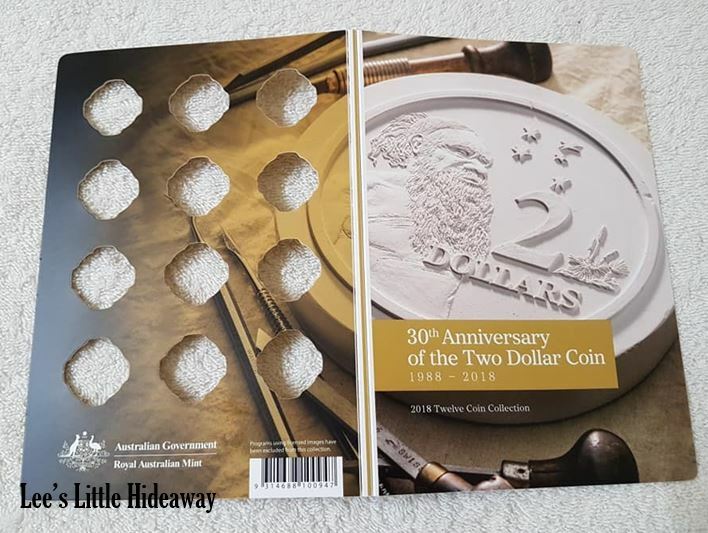 2
DOLLARS
30th Anniversary
of the Two Dollar Coin
1988 - 2018
2018 Twelve Coin Collection
Australian Government
Royal Australian Mint
Programs using licensed images have
been excluded from this collection.
9 314688 100947
Lee's Little Hideaway